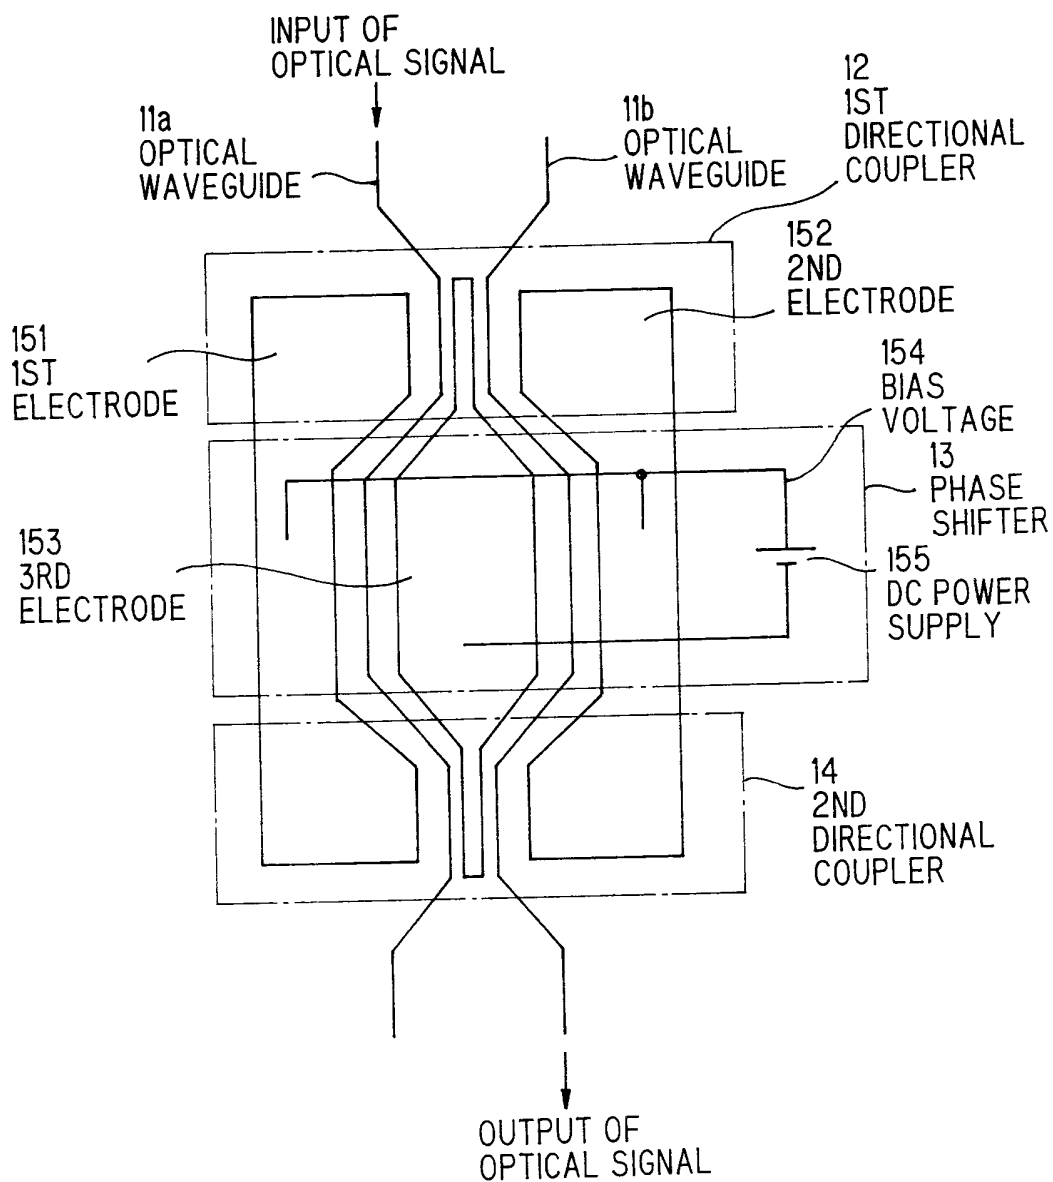 INPUT OF
OPTICAL SIGNAL
11a
OPTICAL
WAVEGUIDE
11b
OPTICAL
WAVEGUIDE
12
1ST
DIRECTIONAL
COUPLER
152
2ND
ELECTRODE
151
1ST
ELECTRODE
154
BIAS
VOLTAGE
13
PHASE
SHIFTER
153
3RD
ELECTRODE
155
DC POWER
SUPPLY
14
2ND
DIRECTIONAL
COUPLER
OUTPUT OF
OPTICAL SIGNAL